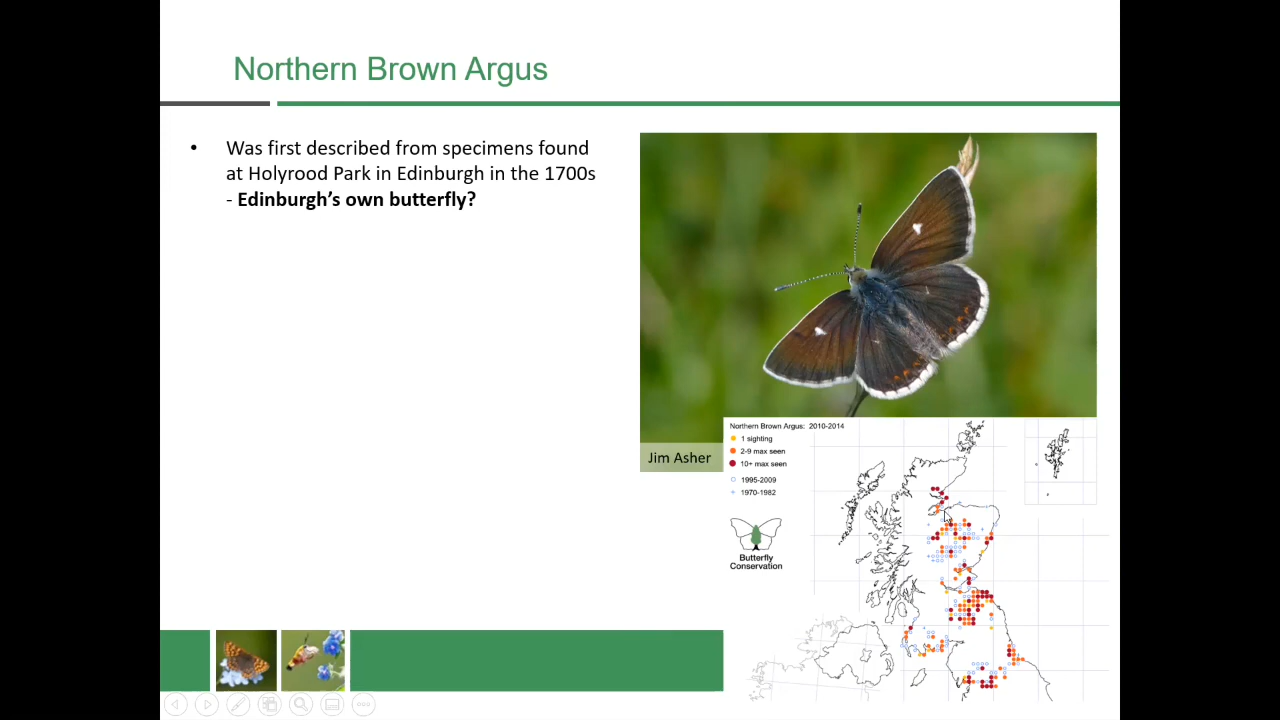 Northern Brown Argus
• Was first described from specimens found
at Holyrood Park in Edinburgh in the 1700s
- Edinburgh’s own butterfly?
Jim Asher
Northern Brown Argus: 2010-2014
1 sighting
2-9 max seen
10+ max seen
1995-2009
1970-1982
Butterfly
Conservation